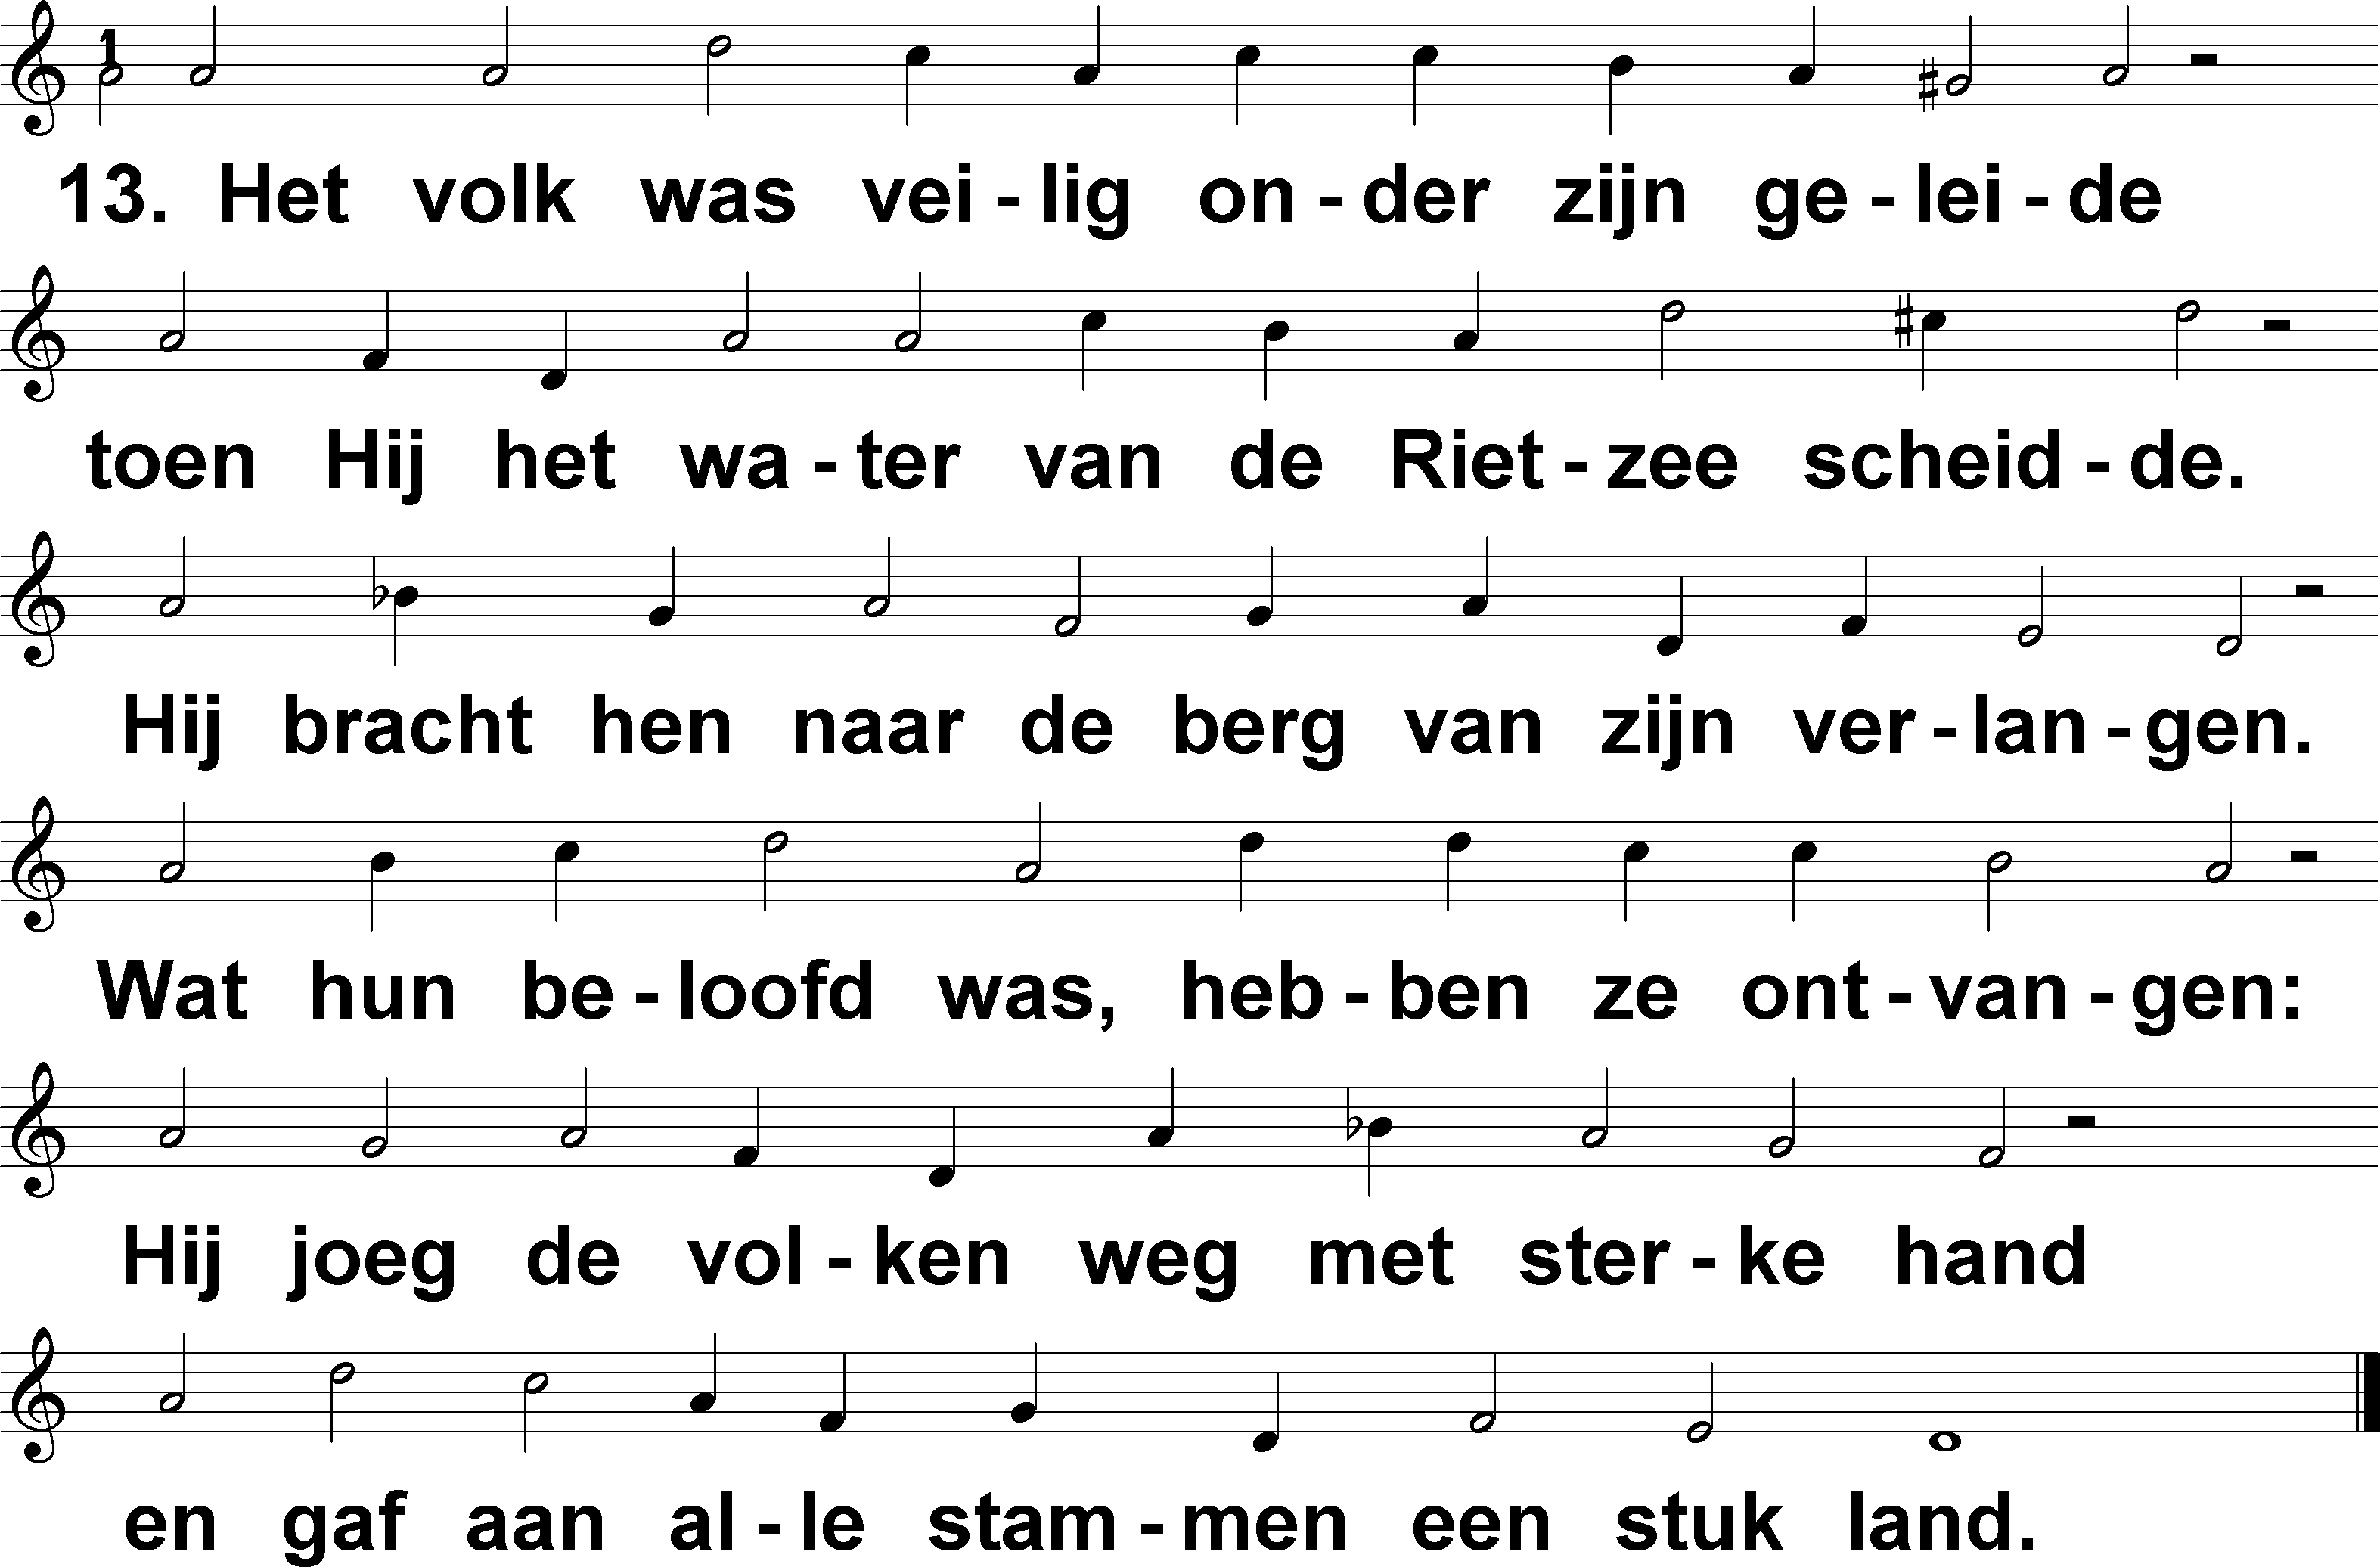 1
13. Het volk was vei - lig on - der zijn ge - lei - de
toen Hij het wa - ter van de Riet - zee scheid - de.
Hij bracht hen naar de berg van zijn ver - lan - gen.
Wat hun be - loofd was, heb - ben ze ont - van - gen:
Hij joeg de vol - ken weg met ster - ke hand
en gaf aan al - le stam - men een stuk land.